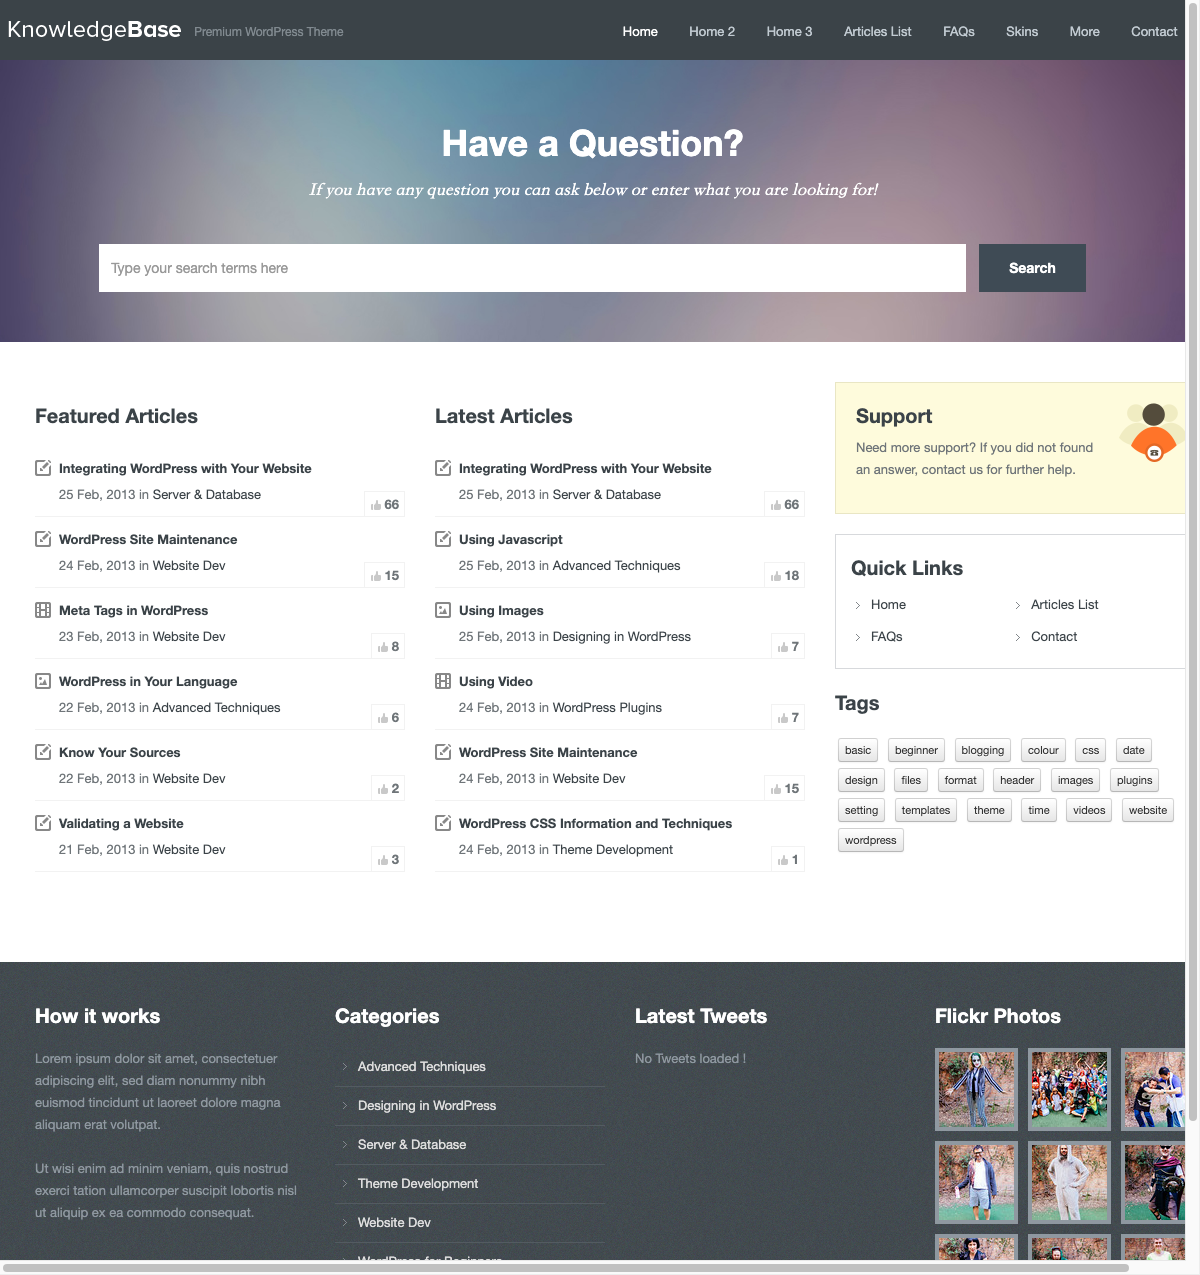 KnowledgeBase Premium WordPress Theme
Home Home 2 Home 3 Articles List FAQs Skins More Contact
Have a Question?
If you have any question you can ask below or enter what you are looking for!
Type your search terms here
Search
Featured Articles
Integrating WordPress with Your Website
25 Feb, 2013 in Server & Database
66
WordPress Site Maintenance
24 Feb, 2013 in Website Dev
15
Meta Tags in WordPress
23 Feb, 2013 in Website Dev
8
WordPress in Your Language
22 Feb, 2013 in Advanced Techniques
6
Know Your Sources
22 Feb, 2013 in Website Dev
2
Validating a Website
21 Feb, 2013 in Website Dev
3
Latest Articles
Integrating WordPress with Your Website
25 Feb, 2013 in Server & Database
66
Using Javascript
25 Feb, 2013 in Advanced Techniques
18
Using Images
25 Feb, 2013 in Designing in WordPress
7
Using Video
24 Feb, 2013 in WordPress Plugins
7
WordPress Site Maintenance
24 Feb, 2013 in Website Dev
15
WordPress CSS Information and Techniques
24 Feb, 2013 in Theme Development
1
Support
Need more support? If you did not found
an answer, contact us for further help.
Quick Links
Home
Articles List
FAQs
Contact
Tags
basic beginner blogging colour css date
design files format header images plugins
setting templates theme time videos website
wordpress
How it works
Lorem ipsum dolor sit amet, consectetuer
adipiscing elit, sed diam nonummy nibh
euismod tincidunt ut laoreet dolore magna
aliquam erat volutpat.
Ut wisi enim ad minim veniam, quis nostrud
exerci tation ullamcorper suscipit lobortis nisl
ut aliquip ex ea commodo consequat.
Categories
Advanced Techniques
Designing in WordPress
Server & Database
Theme Development
Website Dev
WordPress for Beginners
Latest Tweets
No Tweets loaded !
Flickr Photos